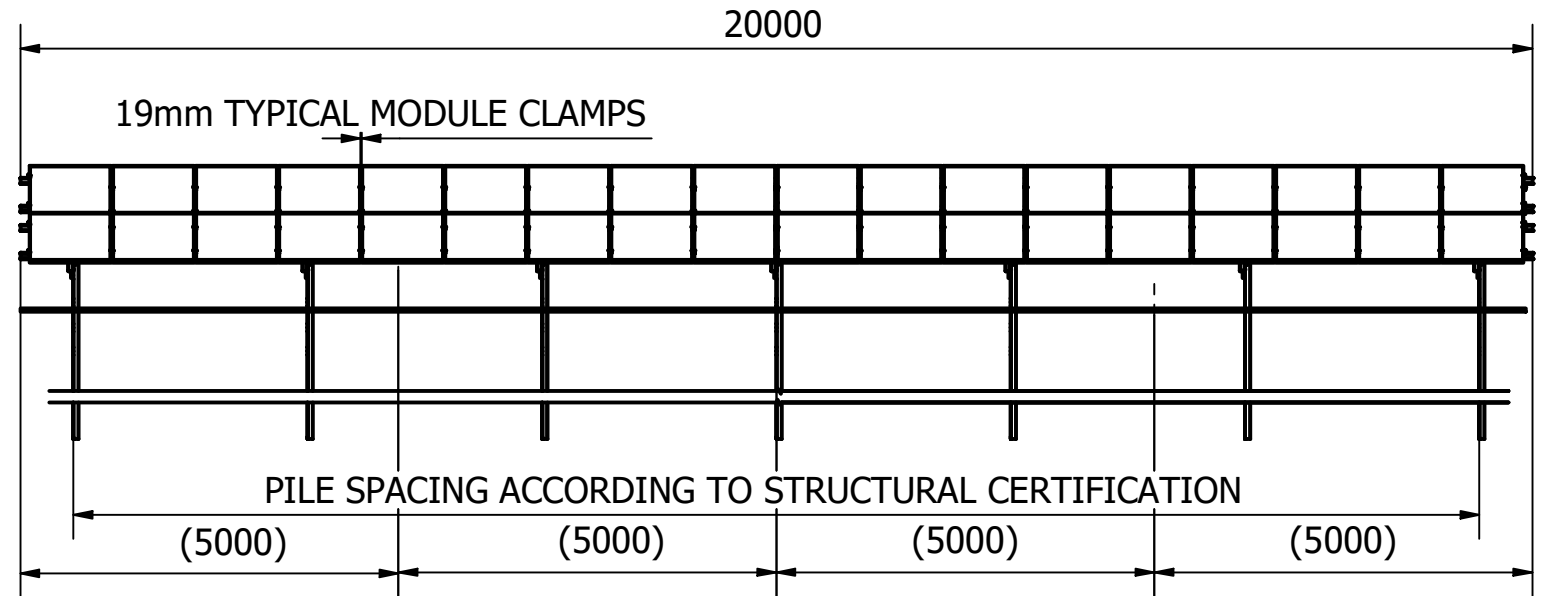 20000
19mm TYPICAL MODULE CLAMPS
PILE SPACING ACCORDING TO STRUCTURAL CERTIFICATION
(5000) (5000) (5000) (5000)